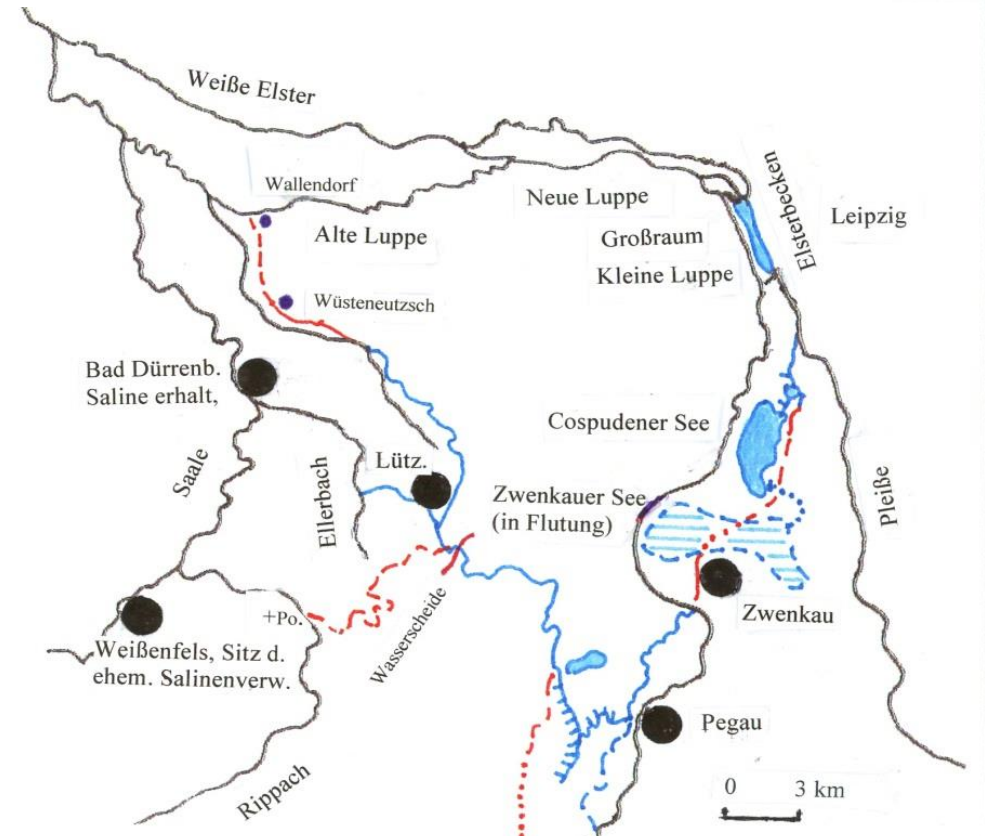 Weiße Elster
Wallendorf
Neue Luppe
Elsterbecken
Leipzig
Alte Luppe
Großraum
Kleine Luppe
Wüsteneutzsch
Bad Dürrenb.
Saline erhalt,
Cospudener See
Saale
Ellerbach
Lütz.
Zwenkauer See
(in Flutung)
Pleiße
+Po.
Wasserscheide
Zwenkau
Weißenfels, Sitz d.
ehem. Salinenverw.
Pegau
Rippach
0 3 km